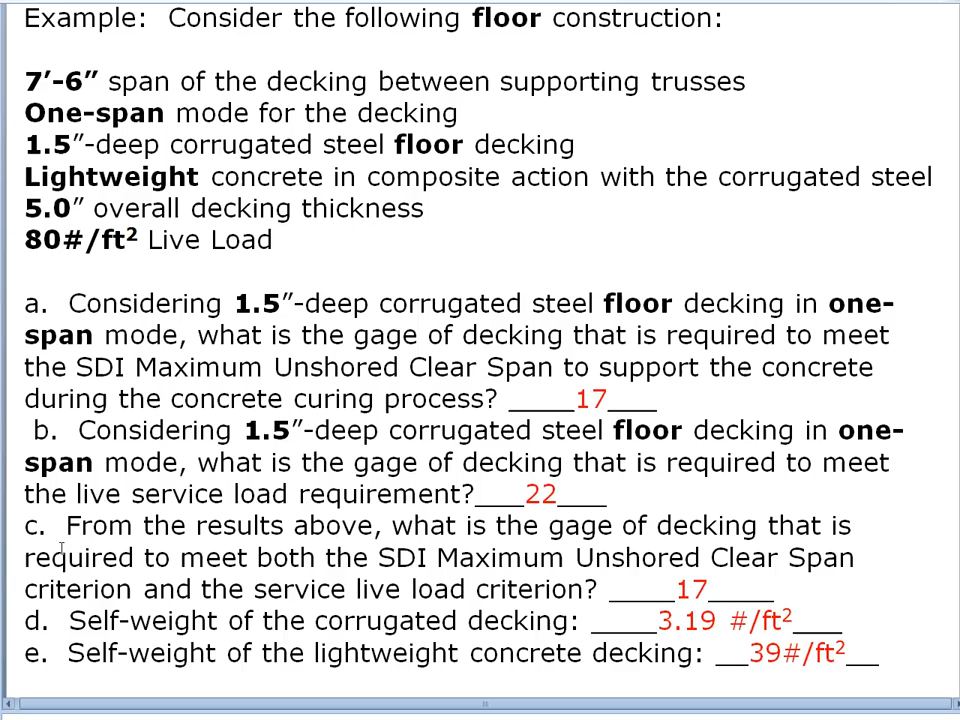 Example:  Consider the following floor construction:
7’-6” span of the decking between supporting trusses
One-span mode for the decking
1.5”-deep corrugated steel floor decking
Lightweight concrete in composite action with the corrugated steel
5.0” overall decking thickness
80#/ft² Live Load
a.  Considering 1.5”-deep corrugated steel floor decking in one-
span mode, what is the gage of decking that is required to meet
the SDI Maximum Unshored Clear Span to support the concrete
during the concrete curing process? ____17___
b.  Considering 1.5”-deep corrugated steel floor decking in one-
span mode, what is the gage of decking that is required to meet
the live service load requirement?___22___
c.  From the results above, what is the gage of decking that is
required to meet both the SDI Maximum Unshored Clear Span
criterion and the service live load criterion? ____17____
d.  Self-weight of the corrugated decking: ____3.19 #/ft²___
e.  Self-weight of the lightweight concrete decking: __39#/ft²__